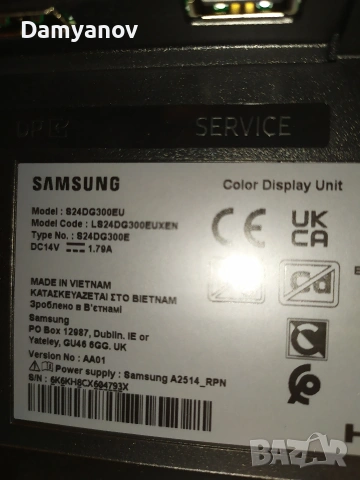 Damyanov
SERVICE
SAMSUNG
Color Display Unit
Model : S24DG300EU
Model Code : LS24DG300EUXEN
Type No. : S24DG300E
DC14V 1.79A
CE
UK
CA
Cd
MADE IN VIETNAM
ΚΑΤΑΣΚΕΥΑΖΕΤΑΙ ΣΤΟ ΒΙΕΤΝΑΜ
Зроблено в В'єтнамі
Samsung
PO Box 12987, Dublin. IE or
Yateley, GU46 6GG. UK
Version No : AA01
Power supply : Samsung A2514_RPN
S/N : 6K6KH8CX604793X
BAZAR